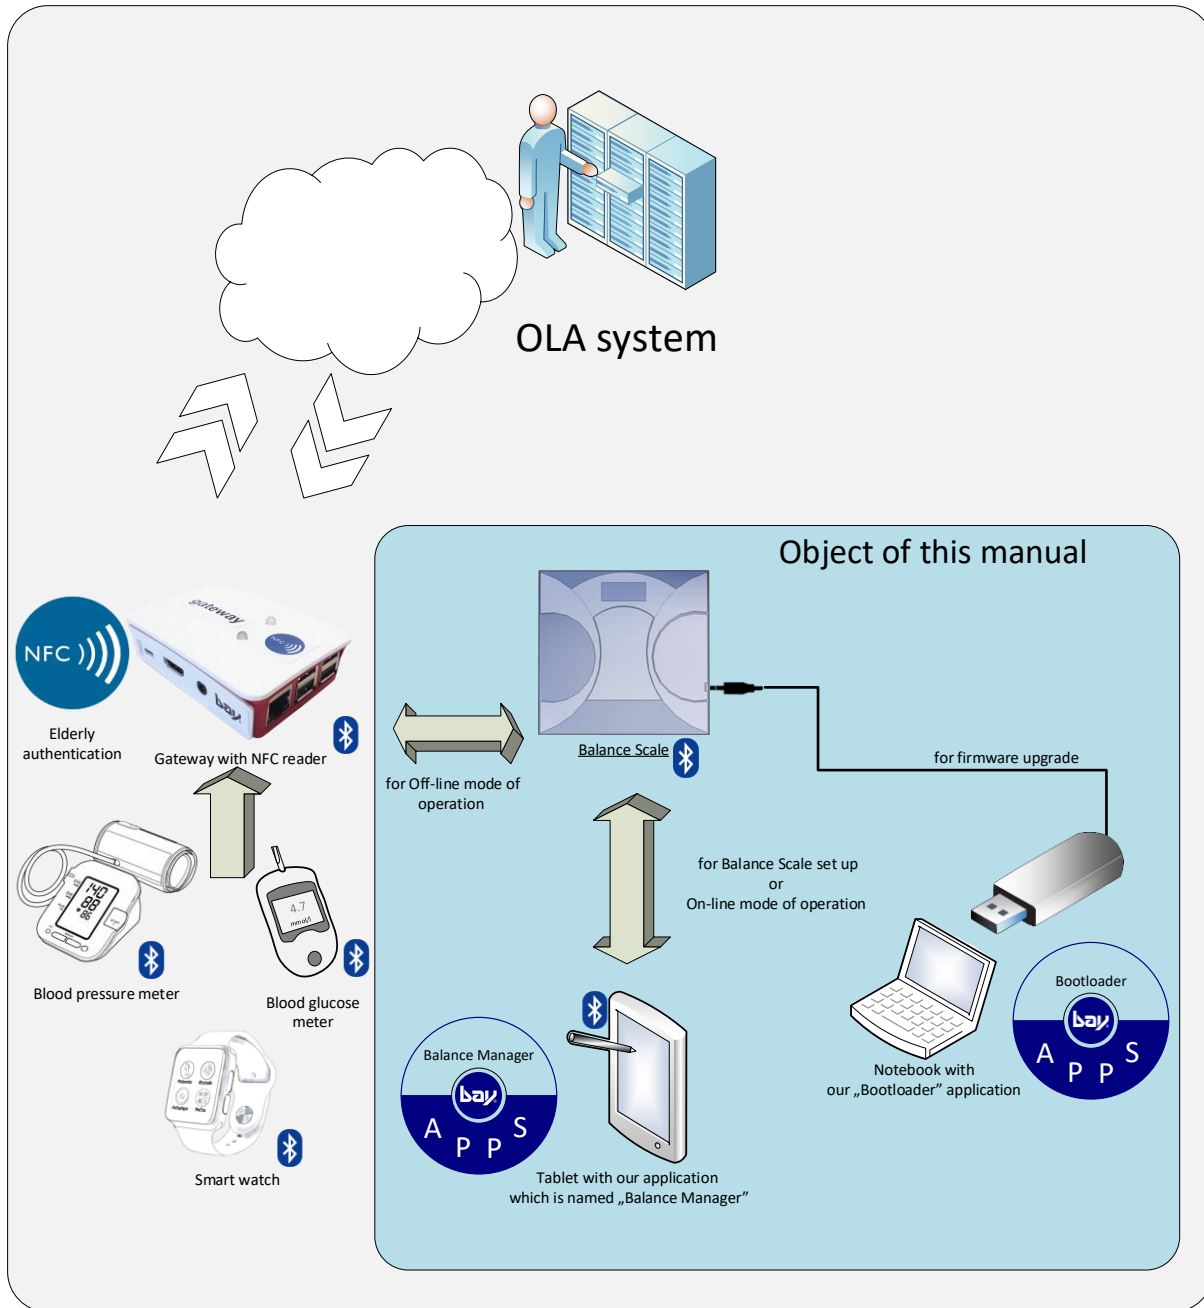 OLA system
Object of this manual
NFC
gateway
bay
Elderly
authentication
Gateway with NFC reader
Balance Scale
for Off-line mode of
operation
for firmware upgrade
for Balance Scale set up
or
On-line mode of operation
140
88
86
Blood pressure meter
4.7
mmol/l
Blood glucose
meter
Smart watch
Balance Manager
bay
A P P S
Tablet with our application
which is named „Balance Manager”
Bootloader
bay
A P P S
Notebook with
our „Bootloader” application